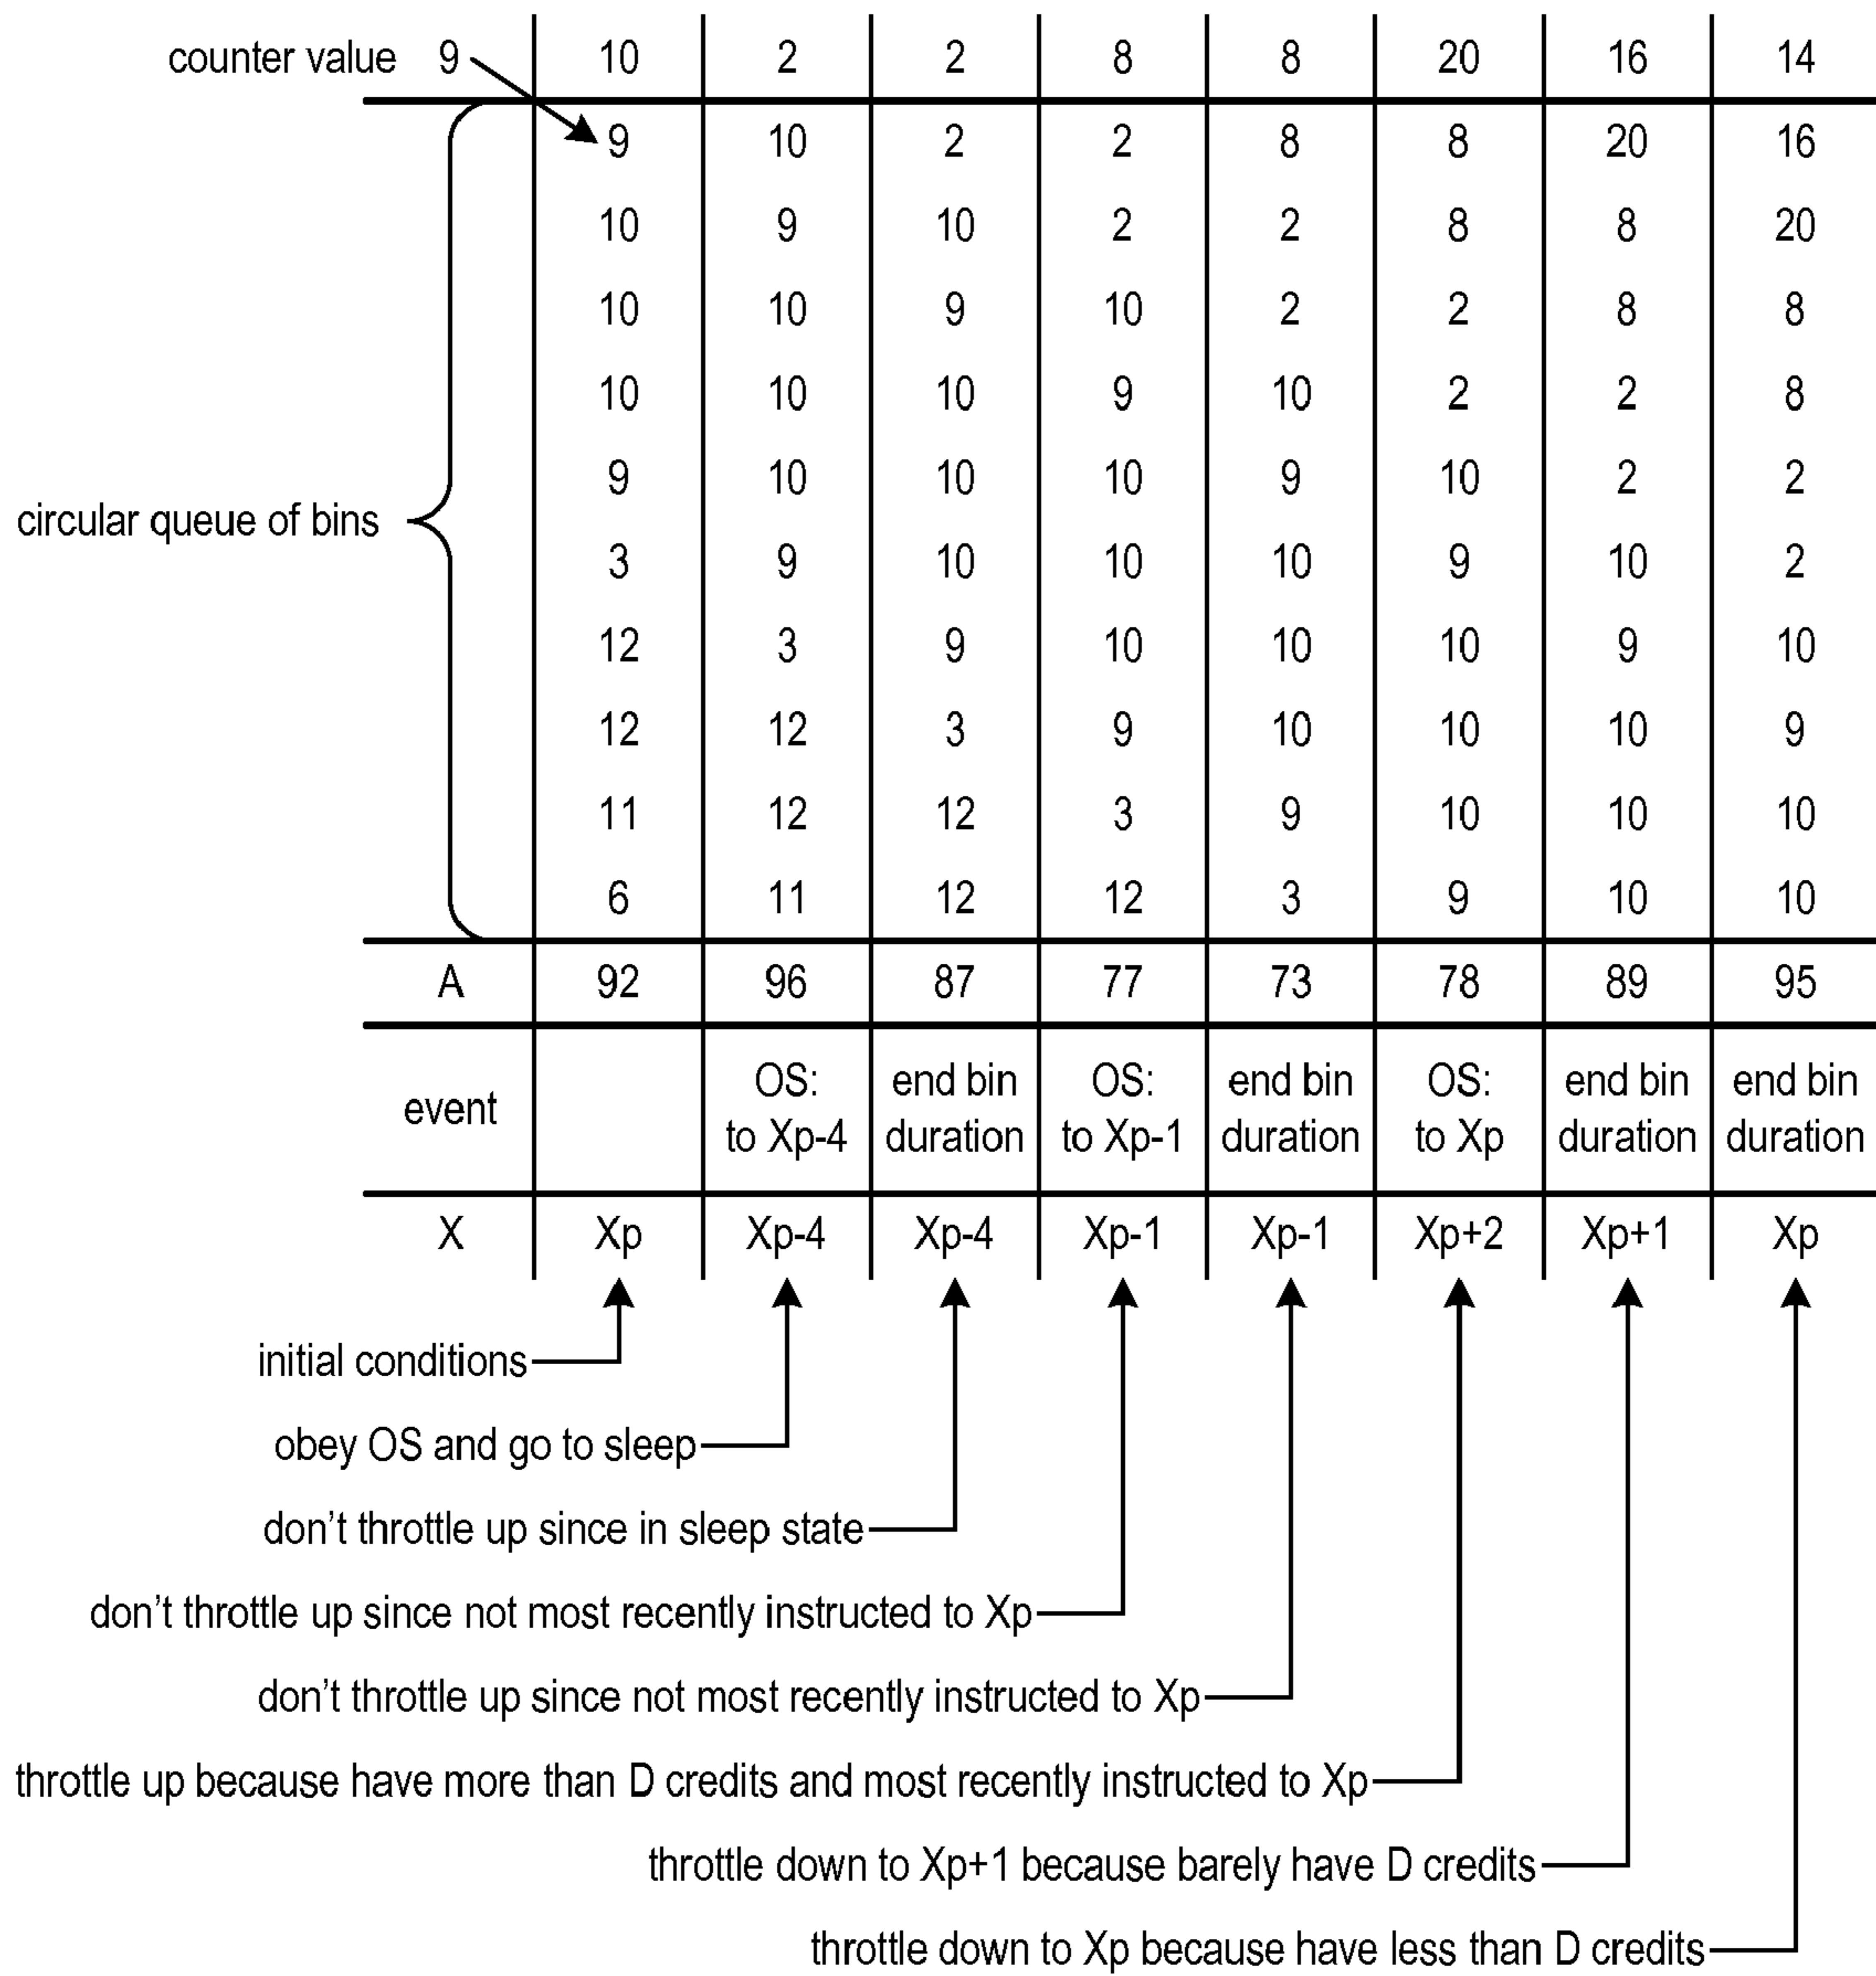 counter value 9 10 2 2 8 8 20 16 14
9 10 2 2 8 8 20 16
10 9 10 2 2 8 8 20
10 10 9 10 2 2 8 8
10 10 10 9 10 2 2 8
9 10 10 10 9 10 2 2
circular queue of bins
3 9 10 10 10 9 10 2
12 3 9 10 10 10 9 10
12 12 3 9 10 10 10 9
11 12 12 3 9 10 10 10
6 11 12 12 3 9 10 10
A 92 96 87 77 73 78 89 95
event
OS:
to Xp-4
end bin
duration
OS:
to Xp-1
end bin
duration
OS:
to Xp
end bin
duration
end bin
duration
X Xp Xp-4 Xp-4 Xp-1 Xp-1 Xp+2 Xp+1 Xp
initial conditions
obey OS and go to sleep
don't throttle up since in sleep state
don't throttle up since not most recently instructed to Xp
don't throttle up since not most recently instructed to Xp
throttle up because have more than D credits and most recently instructed to Xp
throttle down to Xp+1 because barely have D credits
throttle down to Xp because have less than D credits